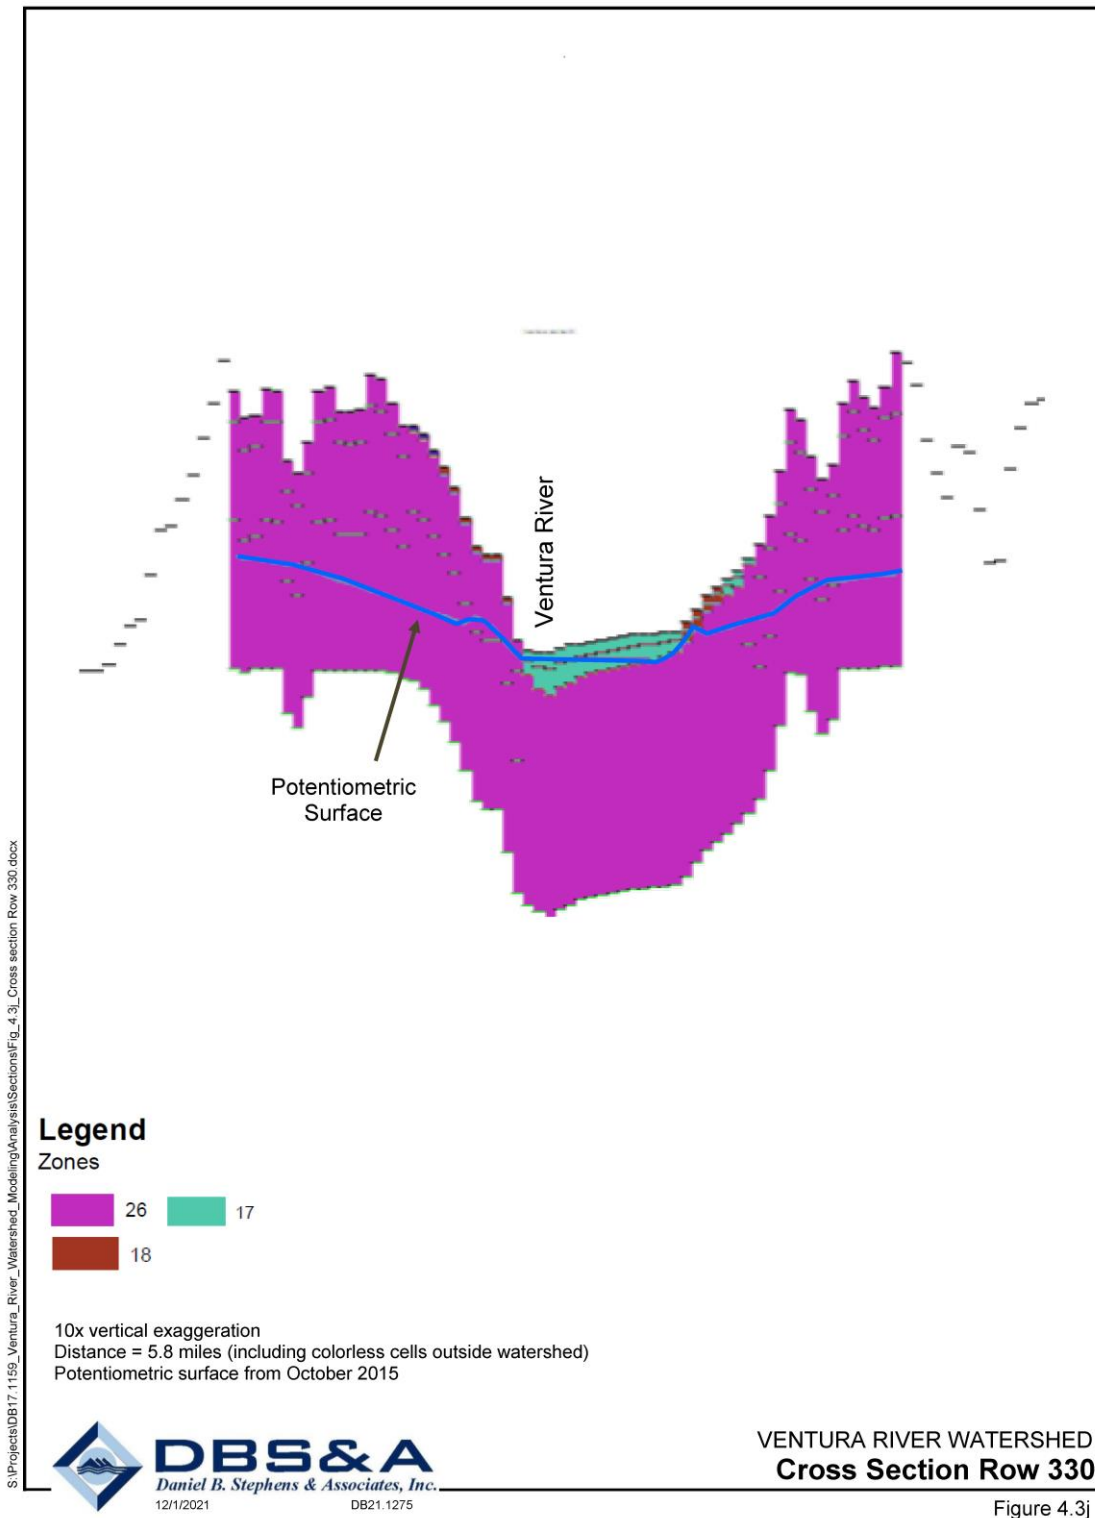 Ventura River
Potentiometric
Surface
Legend
Zones
26
17
18
10x vertical exaggeration
Distance = 5.8 miles (including colorless cells outside watershed)
Potentiometric surface from October 2015
S:\Projects\DB17.1159_Ventura_River_Watershed_Modeling\Analysis\Sections\Fig_4.3j_Cross section Row 330.docx
DBS&A
Daniel B. Stephens & Associates, Inc.
12/1/2021
DB21.1275
VENTURA RIVER WATERSHED
Cross Section Row 330
Figure 4.3j